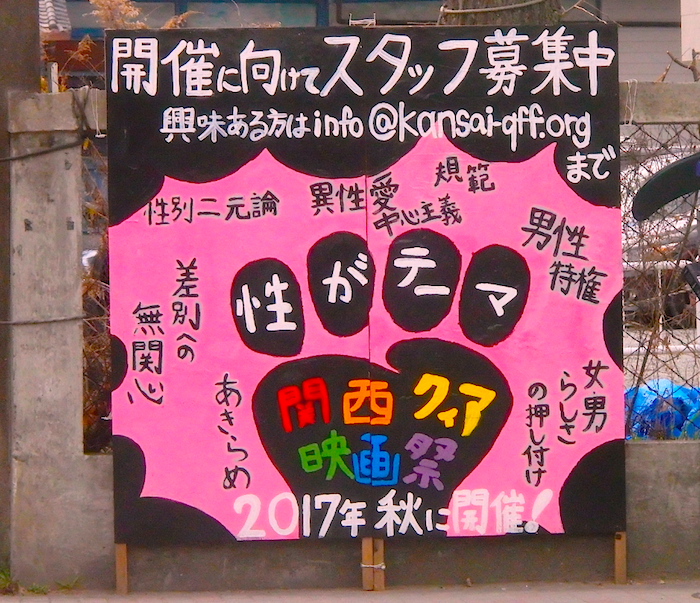 開催に向けてスタッフ募集中
興味ある方はinfo@kansai-qff.org
まで
性別二元論
異性愛
中心主義
規範
男性
特権
差別への
無関心
性がテーマ
あきらめ
女男
らしさ
の押し付け
関西クィア
映画祭
2017年秋に開催!